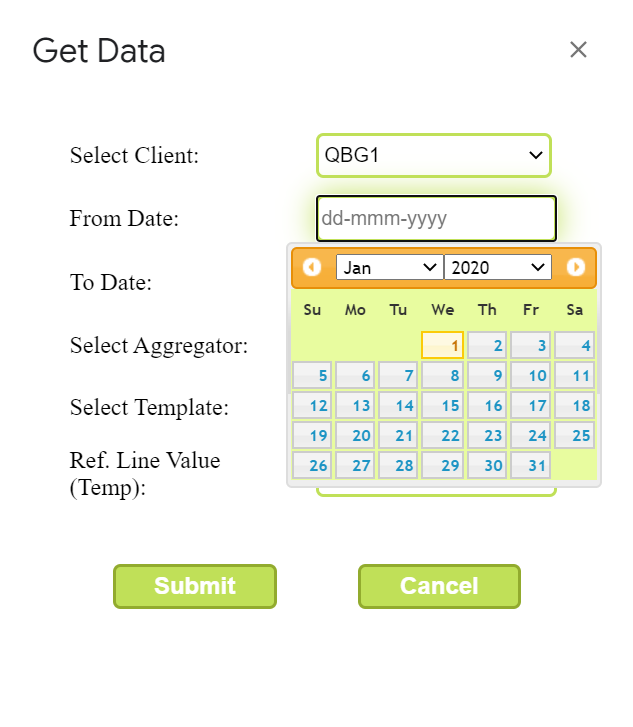 Get Data
Select Client: QBG1
From Date: dd-mmm-yyyy
Jan 2020
To Date:
Su Mo Tu We Th Fr Sa
Select Aggregator: 1 2 3 4
5 6 7 8 9 10 11
Select Template: 12 13 14 15 16 17 18
19 20 21 22 23 24 25
Ref. Line Value
(Temp):
26 27 28 29 30 31
Submit Cancel